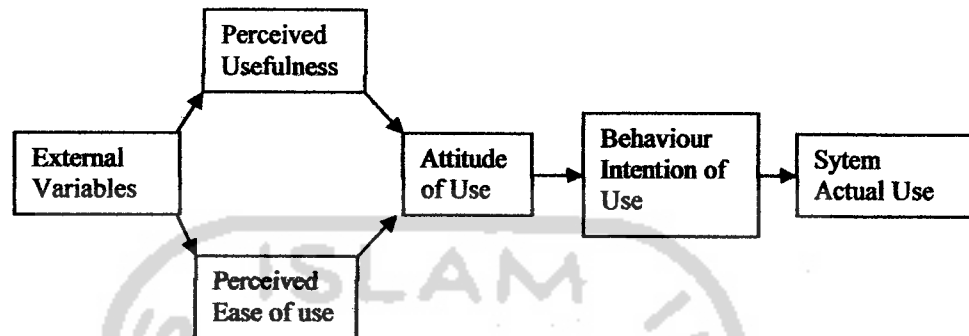 Perceived
Usefulness
External
Variables
Attitude
of Use
Behaviour
Intention of
Use
Sytem
Actual Use
Perceived
Ease of use
ISLAM